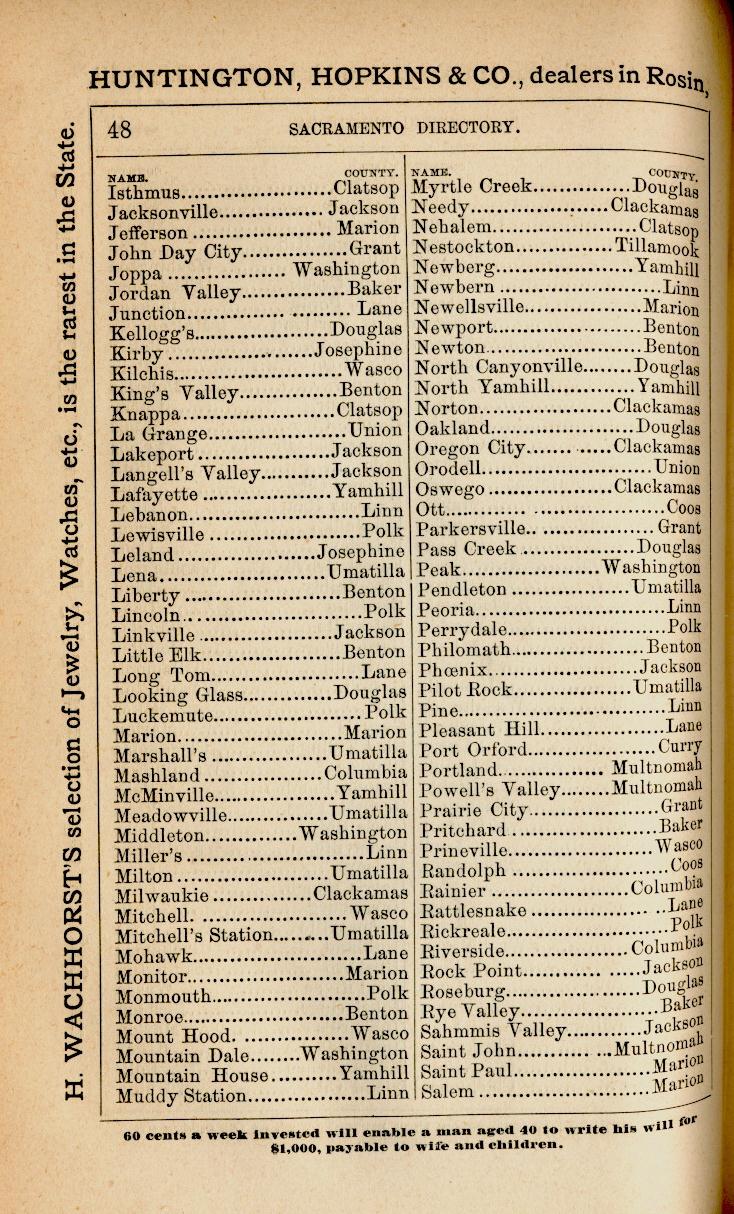 HUNTINGTON, HOPKINS & CO., dealers in Rosin,
H. WACHHORST'S selection of Jewelry, Watches, etc., is the rarest in the State.
48 SACRAMENTO DIRECTORY.
NAME. COUNTY.
Isthmus.......................Clatsop
Jacksonville................ Jackson
Jefferson ....................... Marion
John Day City...............Grant
Joppa .................. Washington
Jordan Valley...............Baker
Junction.......................... Lane
Kellogg's......................Douglas
Kirby .......................Josephine
Kilchis.........................Wasco
King's Valley...............Benton
Knappa.......................Clatsop
La Grange.....................Union
Lakeport ....................Jackson
Langell's Valley...........Jackson
Lafayette ....................Yamhill
Lebanon..........................Linn
Lewisville .......................Polk
Leland .....................Josephine
Lena.........................Umatilla
Liberty ........................Benton
Lincoln...........................Polk
Linkville .....................Jackson
Little Elk.....................Benton
Long Tom.......................Lane
Looking Glass..............Douglas
Luckemute.......................Polk
Marion.........................Marion
Marshall's ..................Umatilla
Mashland ..................Columbia
McMinville...................Yamhill
Meadowville................Umatilla
Middleton..............Washington
Miller's ...........................Linn
Milton .......................Umatilla
Milwaukie ...............Clackamas
Mitchell. ......................Wasco
Mitchell's Station.........Umatilla
Mohawk..........................Lane
Monitor........................Marion
Monmouth.......................Polk
Monroe........................Benton
Mount Hood. ................Wasco
Mountain Dale........Washington
Mountain House..........Yamhill
Muddy Station..................Linn
NAME. COUNTY.
Myrtle Creek...............Douglas
Needy......................Clackamas
Nehalem......................Clatsop
Nestockton...............Tillamook
Newberg.....................Yamhill
Newbern .........................Linn
Newellsville..................Marion
Newport.......................Benton
Newton........................Benton
North Canyonville........Douglas
North Yamhill.............Yamhill
Norton.....................Clackamas
Oakland......................Douglas
Oregon City.............Clackamas
Orodell..........................Union
Oswego ...................Clackamas
Ott.................................Coos
Parkersville.. .................Grant
Pass Creek .................Douglas
Peak.....................Washington
Pendleton ..................Umatilla
Peoria.............................Linn
Perrydale........................Polk
Philomath....................Benton
Phœnix.......................Jackson
Pilot Rock..................Umatilla
Pine................................Linn
Pleasant Hill...................Lane
Port Orford....................Curry
Portland................ Multnomah
Powell's Valley........Multnomah
Prairie City....................Grant
Pritchard .......................Baker
Prineville......................Wasco
Randolph .......................Coos
Rainier .....................Columbia
Rattlesnake ................. ..Lane
Rickreale........................Polk
Riverside...................Columbia
Rock Point............ .....Jackson
Roseburg.....................Douglas
Rye Valley.....................Baker
Sahmmis Valley............Jackson
Saint John........... ...Multnomah
Saint Paul.....................Marion
Salem ..........................Marion
60 cents a week invested will enable a man aged 40 to write his will for
$1,000, payable to wife and children.